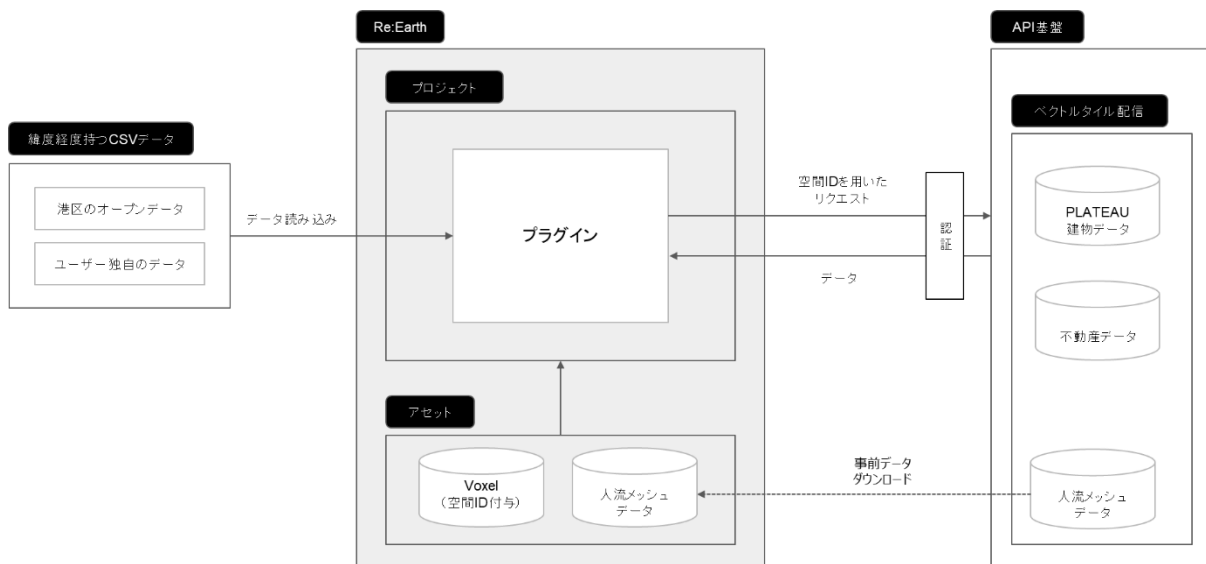 緯度経度持つCSVデータ
港区のオープンデータ
ユーザー独自のデータ
データ読み込み
Re:Earth
プロジェクト
プラグイン
アセット
Voxel
（空間ID付与）
人流メッシュ
データ
空間IDを用いた
リクエスト
認
証
データ
事前データ
ダウンロード
API基盤
ベクトルタイル配信
PLATEAU
建物データ
不動産データ
人流メッシュ
データ